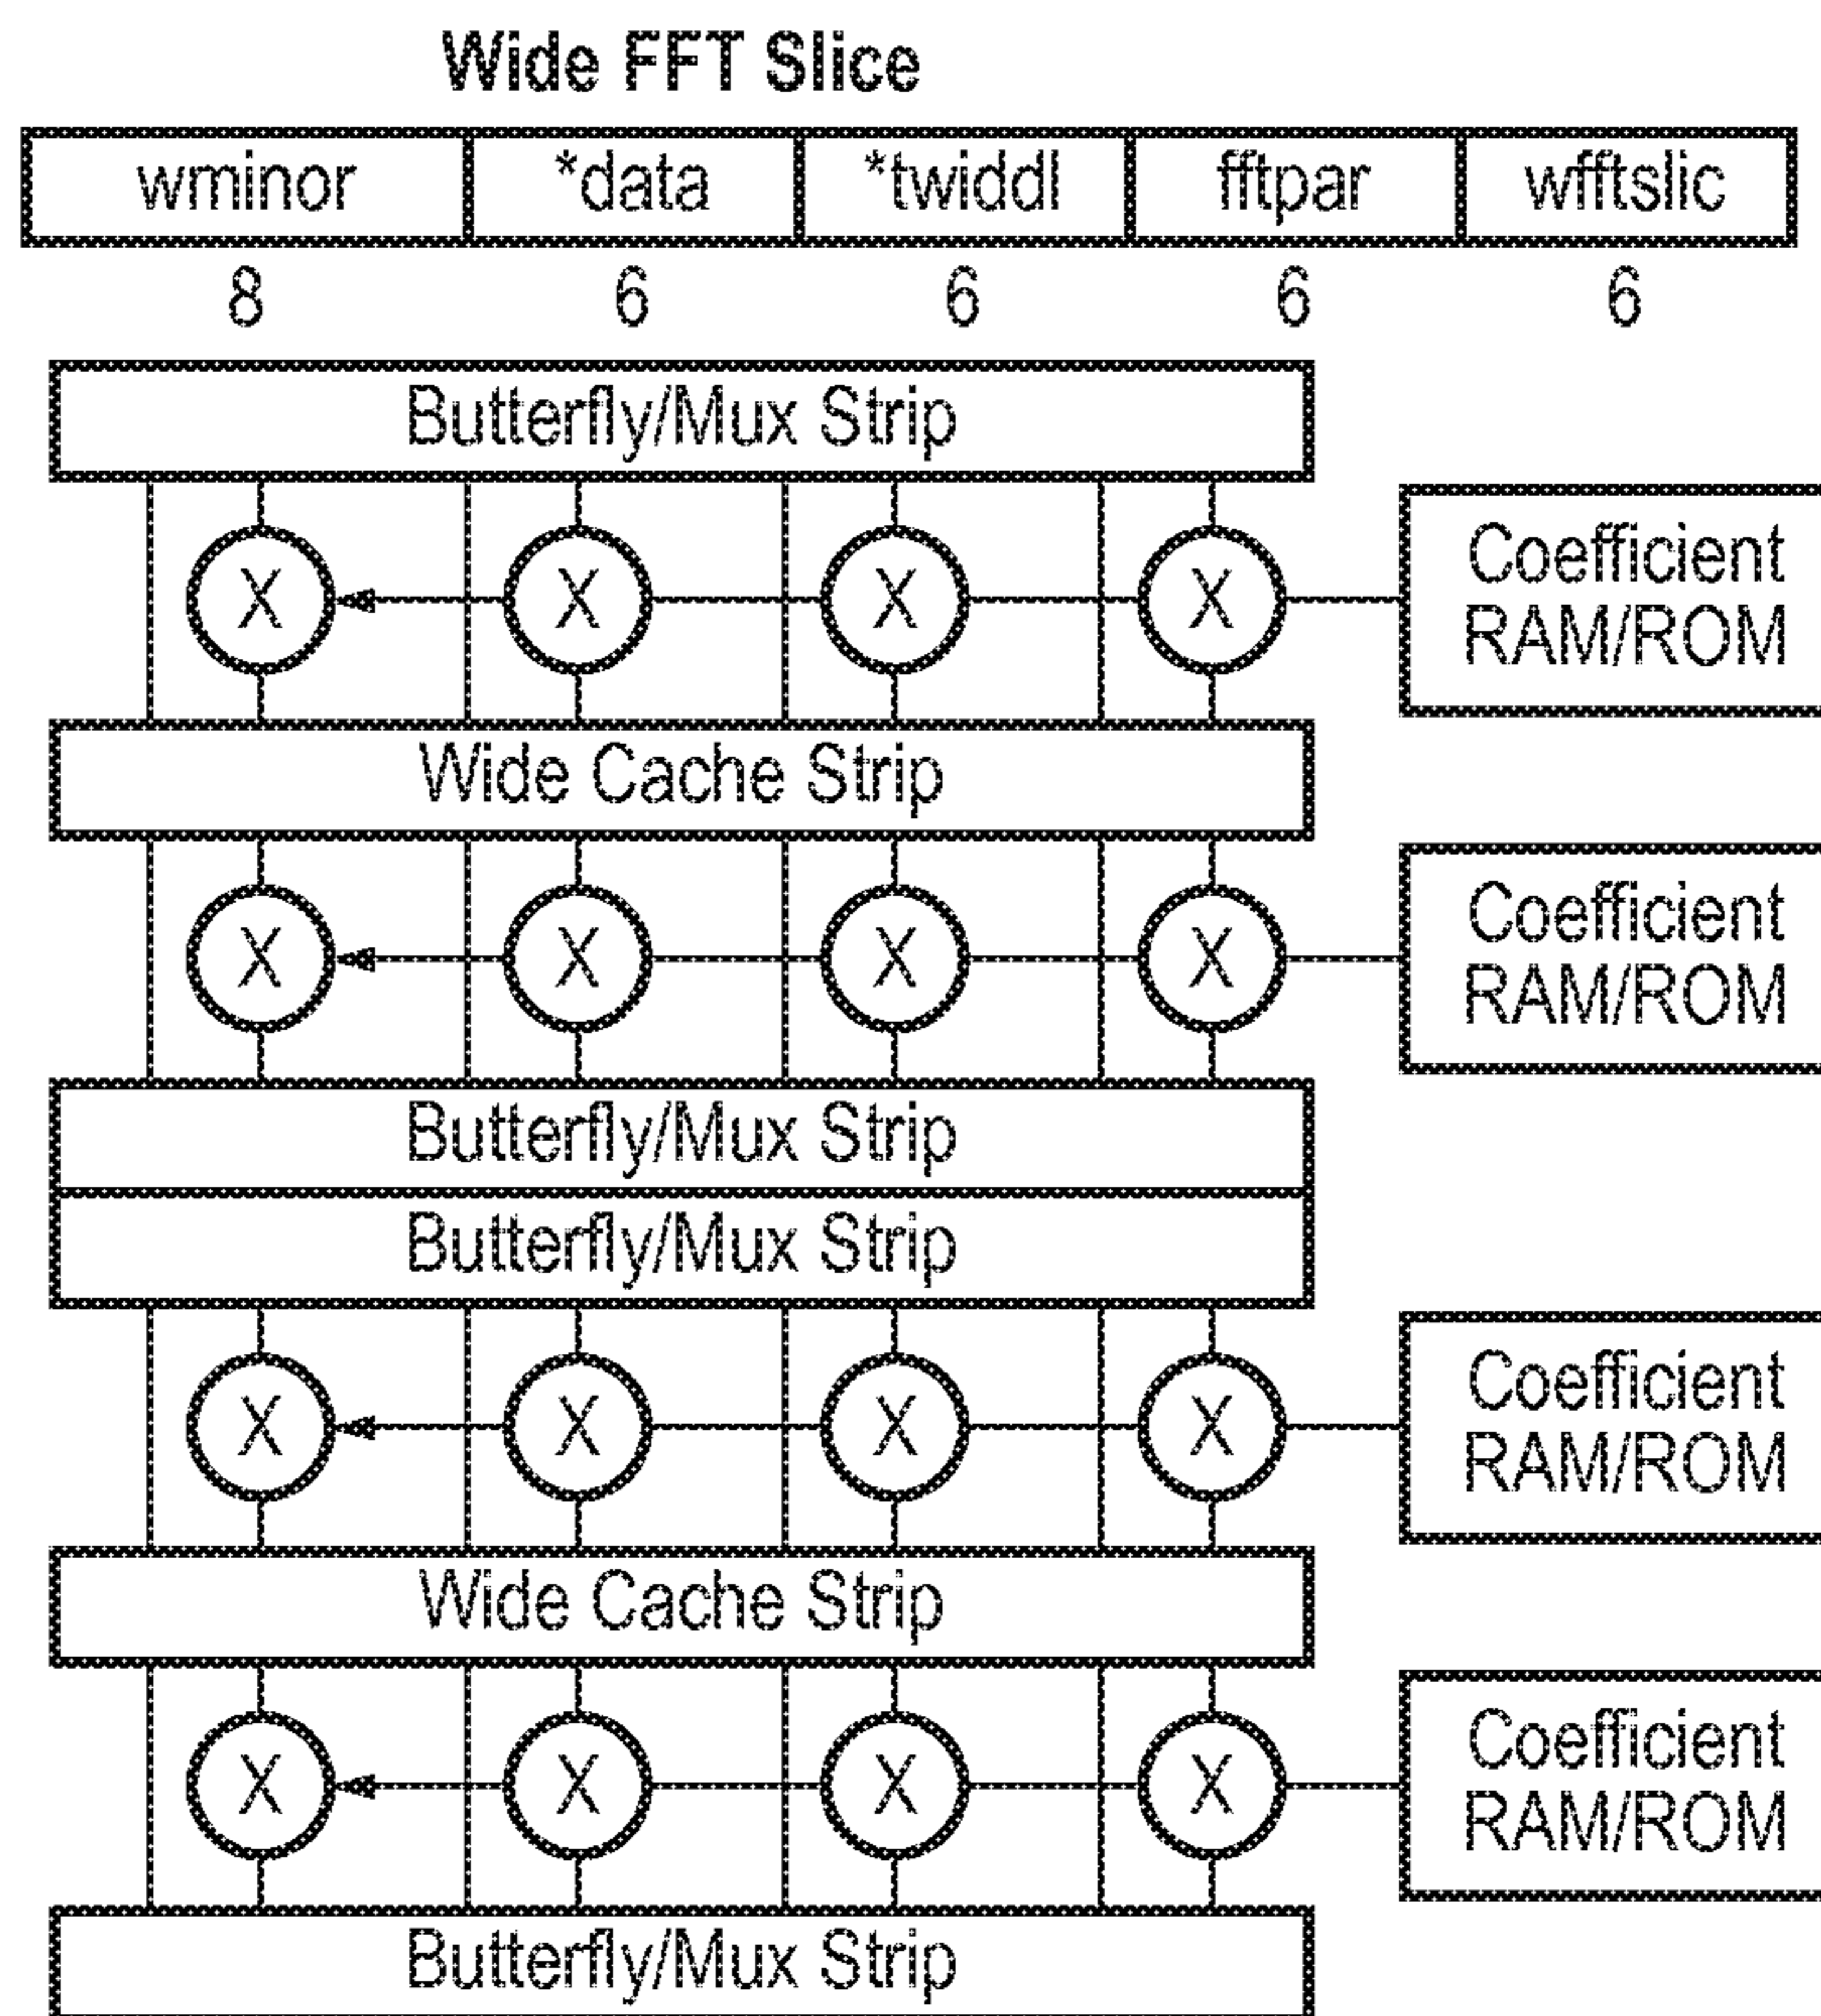 Wide FFT Slice
wminor *data *twiddl fftpar wfftslic
8 6 6 6 6
Butterfly/Mux Strip
X X X X
Coefficient
RAM/ROM
Wide Cache Strip
X X X X
Coefficient
RAM/ROM
Butterfly/Mux Strip
Butterfly/Mux Strip
X X X X
Coefficient
RAM/ROM
Wide Cache Strip
X X X X
Coefficient
RAM/ROM
Butterfly/Mux Strip